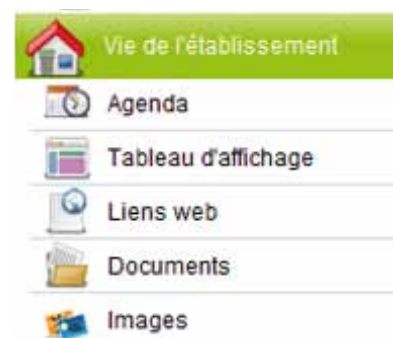 Vie de l'établissement
Agenda
Tableau d'affichage
Liens web
Documents
Images